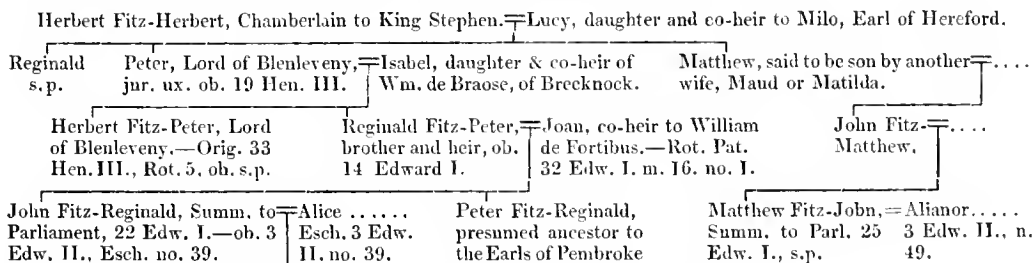 Herbert Fitz-Herbert, Chamberlain to King Stephen.=Lucy, daughter and co-heir to Milo, Earl of Hereford.
Reginald s.p.
Peter, Lord of Blenleveny,=Isabel, daughter & co-heir of
jur. ux. ob. 19 Hen. III. Wm. de Braose, of Brecknock.
Matthew, said to be son by another=....
wife, Maud or Matilda.
Herbert Fitz-Peter, Lord
of Blenleveny.—Orig. 33
Hen. III., Rot. 5. ob. s.p.
Reginald Fitz-Peter,=Joan, co-heir to William
brother and heir, ob. de Fortibus.—Rot. Pat.
14 Edward I. 32 Edw. I. m. 16. no. I.
John Fitz-=....
Matthew.
John Fitz-Reginald, Summ. to=Alice ......
Parliament, 22 Edw. I.—ob. 3 Esch. 3 Edw.
Edw. II., Esch. no. 39. II. no. 39.
Peter Fitz-Reginald,
presumed ancestor to
the Earls of Pembroke
Matthew Fitz-John,=Alianor.....
Summ. to Parl. 25 3 Edw. II., n.
Edw. I., s.p. 49.